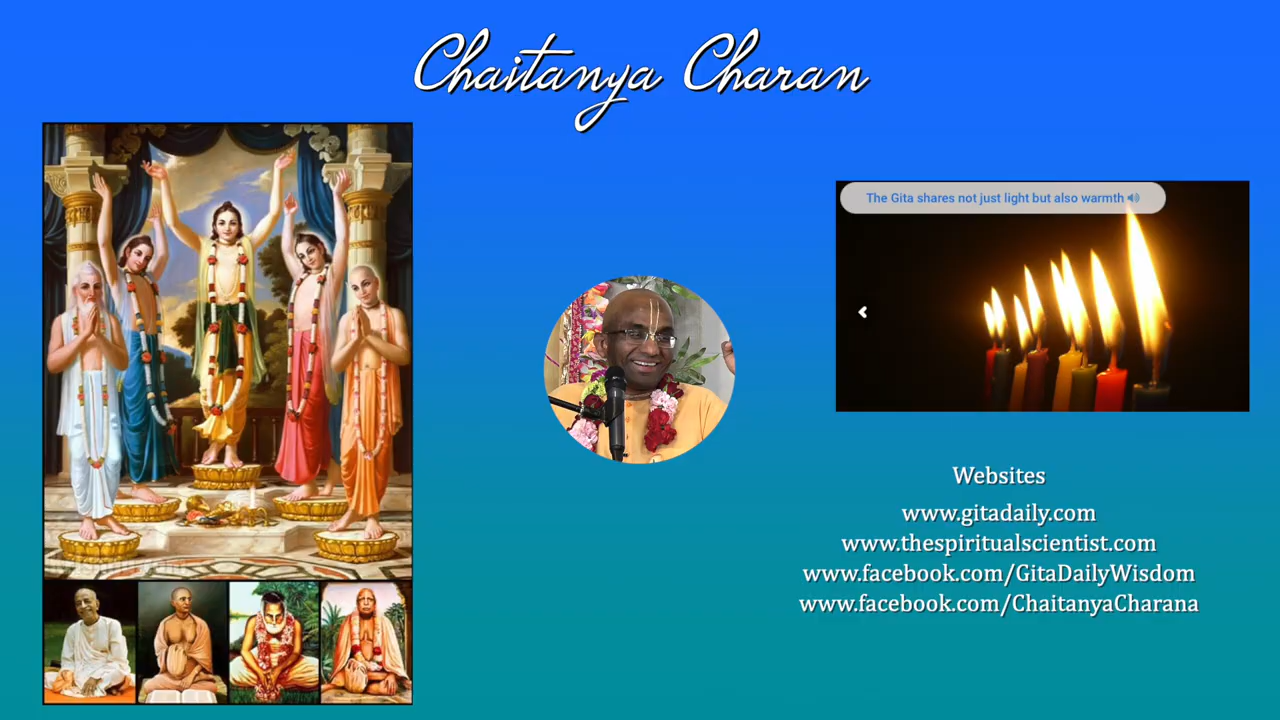 Chaitanya Charan
The Gita shares not just light but also warmth
Websites
www.gitadaily.com
www.thespiritualscientist.com
www.facebook.com/GitaDailyWisdom
www.facebook.com/ChaitanyaCharana